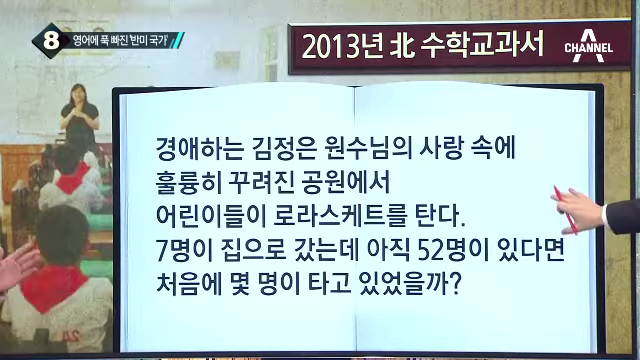 8 영어에 푹 빠진 '반미 국가'
2013년 北 수학교과서
CHANNEL A
경애하는 김정은 원수님의 사랑 속에
훌륭히 꾸려진 공원에서
어린이들이 로라스케트를 탄다.
7명이 집으로 갔는데 아직 52명이 있다면
처음에 몇 명이 타고 있었을까?
24